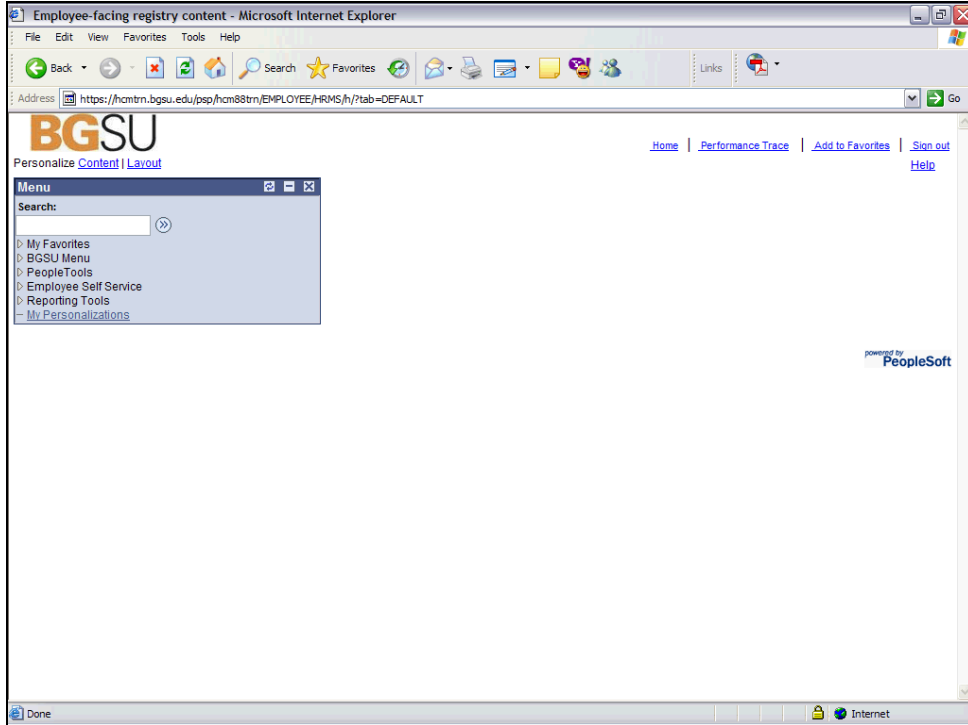 Employee-facing registry content - Microsoft Internet Explorer
File Edit View Favorites Tools Help
Back Search Favorites Links
Address https://hcmtrn.bgsu.edu/psp/hcm88trn/EMPLOYEE/HRMS/h/?tab=DEFAULT Go
BGSU
Home | Performance Trace | Add to Favorites | Sign out
Personalize Content | Layout
Help
Menu
Search:
My Favorites
BGSU Menu
PeopleTools
Employee Self Service
Reporting Tools
My Personalizations
powered by
PeopleSoft
Done Internet